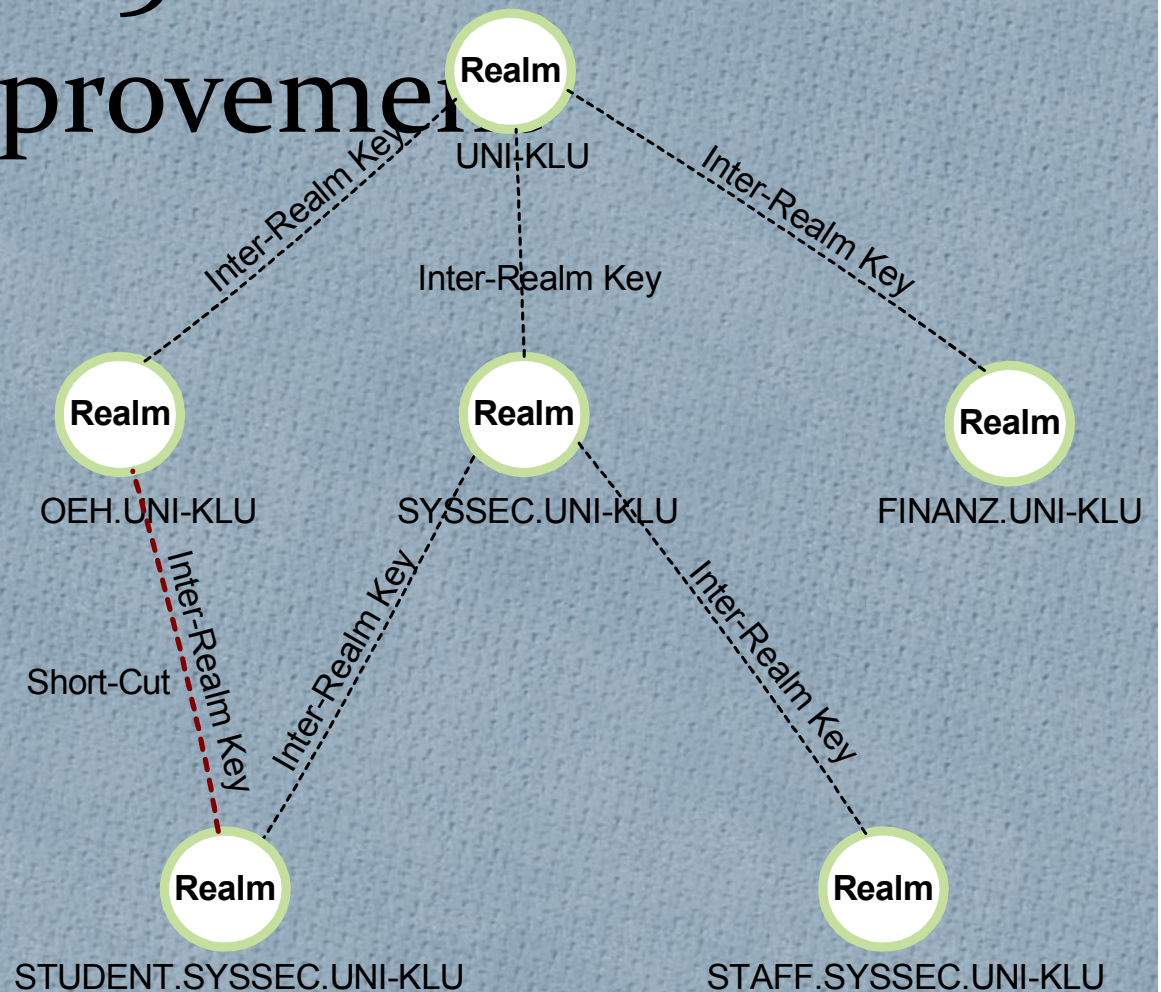 Realm
UNI-KLU
Inter-Realm Key
Inter-Realm Key
Inter-Realm Key
Realm
Realm
Realm
OEH.UNI-KLU
SYSSEC.UNI-KLU
FINANZ.UNI-KLU
Short-Cut
Inter-Realm Key
Inter-Realm Key
Inter-Realm Key
Realm
Realm
STUDENT.SYSSEC.UNI-KLU
STAFF.SYSSEC.UNI-KLU